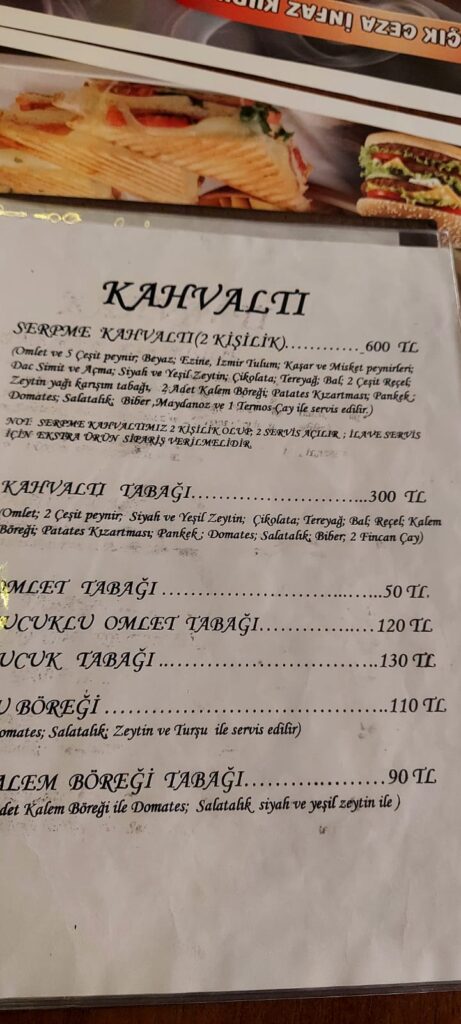 ÇIK CEZA İNFAZ
KAHVALTI
SERPME KAHVALTI(2 KİŞİLİK)............600 TL
(Omlet ve 5 Çeşit peynir; Beyaz; Ezine, İzmir Tulum; Kaşar ve Misket peynirleri;
Dac Simit ve Açma; Siyah ve Yeşil Zeytin; Çikolata; Tereyağ; Bal; 2 Çeşit Reçel;
Zeytin yağı karışım tabağı, 2 Adet Kalem Böreği; Patates Kızartması; Pankek ;
Domates; Salatalık; Biber ,Maydanoz ve 1 Termos Çay ile servis edilir.)
NOT SERPME KAHVALTIMIZ 2 KİŞİLİK OLUP, 2 SERVİS AÇILIR ; İLAVE SERVİS
İÇİN EKSTRA ÜRÜN SİPARİŞ VERİLMELİDİR.
KAHVALTI TABAĞI.......................300 TL
(Omlet; 2 Çeşit peynir; Siyah ve Yeşil Zeytin; Çikolata; Tereyağ; Bal; Reçel; Kalem
Böreği; Patates Kızartması; Pankek ; Domates; Salatalık; Biber, 2 Fincan Çay)
OMLET TABAĞI ............................50 TL
UCUKLU OMLET TABAĞI................120 TL
UCUK TABAĞI .............................130 TL
U BÖREĞİ ....................................110 TL
omates; Salatalık; Zeytin ve Turşu ile servis edilir)
ALEM BÖREĞİ TABAĞI...................90 TL
det Kalem Böreği ile Domates; Salatalık siyah ve yeşil zeytin ile )